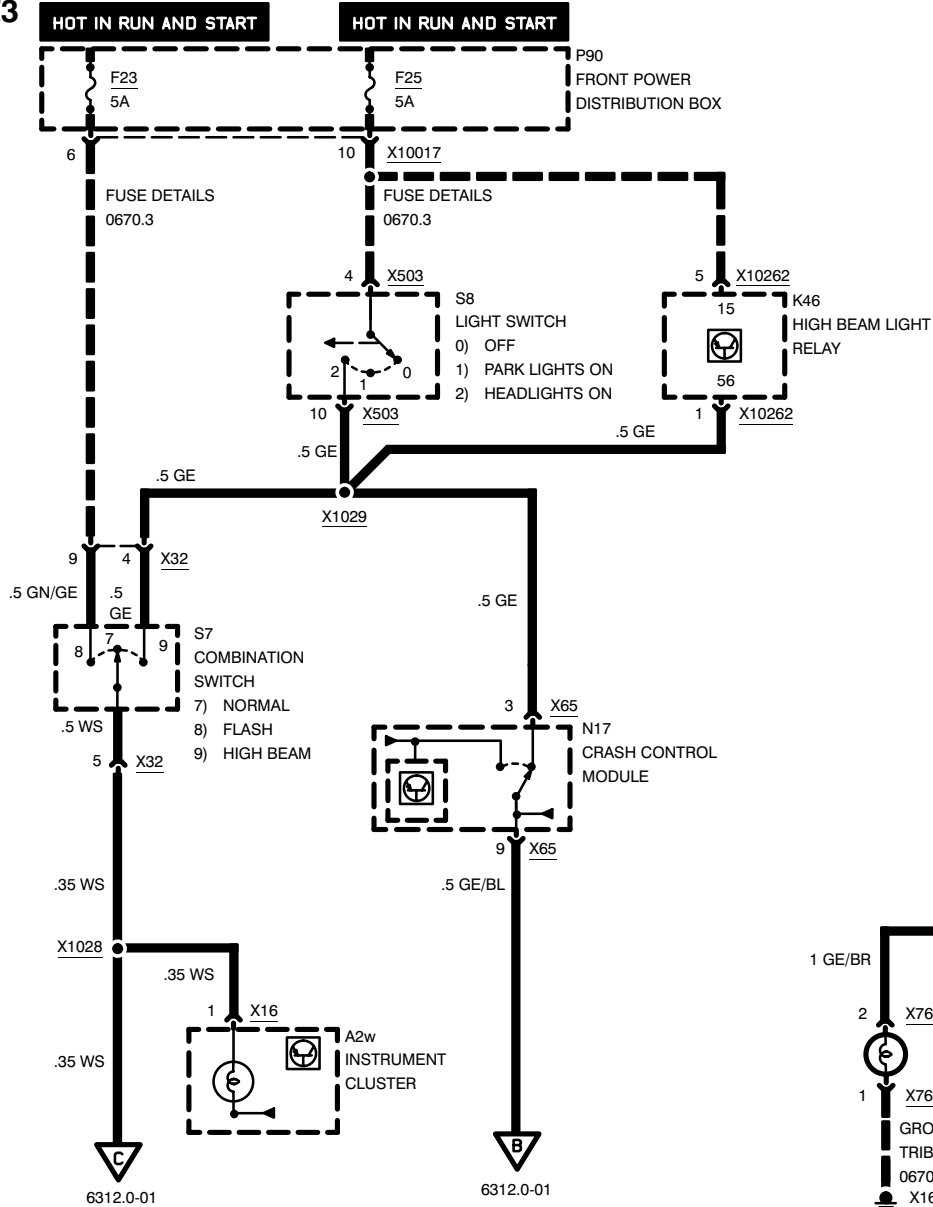 /3
HOT IN RUN AND START
HOT IN RUN AND START
F23
5A
F25
5A
P90
FRONT POWER
DISTRIBUTION BOX
6
10
X10017
FUSE DETAILS
0670.3
FUSE DETAILS
0670.3
4
X503
5
X10262
S8
LIGHT SWITCH
0) OFF
1) PARK LIGHTS ON
2) HEADLIGHTS ON
2
1
0
15
56
K46
HIGH BEAM LIGHT
RELAY
10
X503
1
X10262
.5 GE
.5 GE
.5 GE
X1029
9
4
X32
.5 GN/GE
.5
GE
.5 GE
8
7
9
S7
COMBINATION
SWITCH
7) NORMAL
8) FLASH
9) HIGH BEAM
.5 WS
5
X32
3
X65
N17
CRASH CONTROL
MODULE
9
X65
.35 WS
.5 GE/BL
X1028
.35 WS
1
X16
A2w
INSTRUMENT
CLUSTER
.35 WS
C
6312.0-01
B
6312.0-01
1 GE/BR
2
X76
1
X76
GRO
TRIB
0670
X16